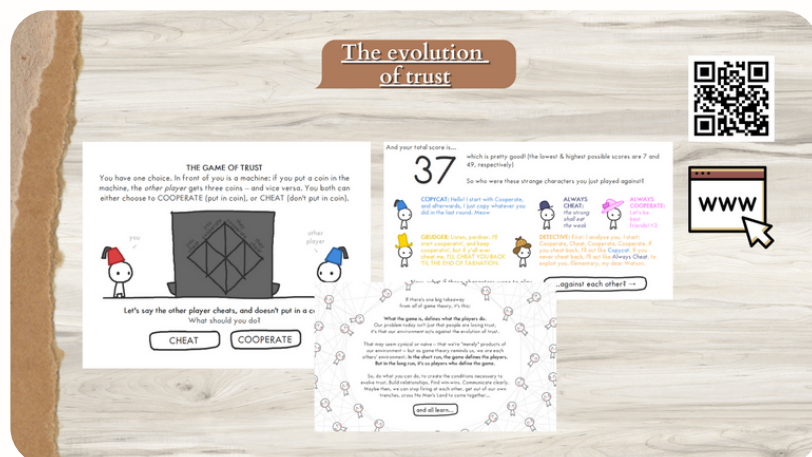 The evolution
of trust
THE GAME OF TRUST
You have one choice. In front of you is a machine: if you put a coin in the
machine, the other player gets three coins – and vice versa. You both can
either choose to COOPERATE (put in coin), or CHEAT (don't put in coin).
you
other
player
Let's say the other player cheats, and doesn't put in a co
What should you do?
CHEAT
COOPERATE
And your total score is...
37
which is pretty good! (the lowest & highest possible scores are 7 and
49, respectively)
So who were these strange characters you just played against?
COPYCAT: Hello! I start with Cooperate,
and afterwards, I just copy whatever you
did in the last round. Meow
ALWAYS
CHEAT:
the strong
shall eat
the weak
ALWAYS
COOPERATE:
Let's be
best
friends! <3
GRUDGER: Listen, pardner. I'll
start cooperatin', and keep
cooperatin', but if y'all ever
cheat me, I'LL CHEAT YOU BACK
'TIL THE END OF TARNATION.
DETECTIVE: First: I analyze you. I start:
Cooperate, Cheat, Cooperate, Cooperate. If
you cheat back, I'll act like Copycat. If you
never cheat back, I'll act like Always Cheat, to
exploit you. Elementary, my dear Watson.
...against each other? →
If there's one big takeaway
from all of game theory, it's this:
What the game is, defines what the players do.
Our problem today isn't just that people are losing trust,
it's that our environment acts against the evolution of trust.
That may seem cynical or naive – that we're "merely" products of
our environment – but as game theory reminds us, we are each
others' environment. In the short run, the game defines the players.
But in the long run, it's us players who define the game.
So, do what you can do, to create the conditions necessary to
evolve trust. Build relationships. Find win-wins. Communicate clearly.
Maybe then, we can stop firing at each other, get out of our own
trenches, cross No Man's Land to come together...
and all learn...
WWW